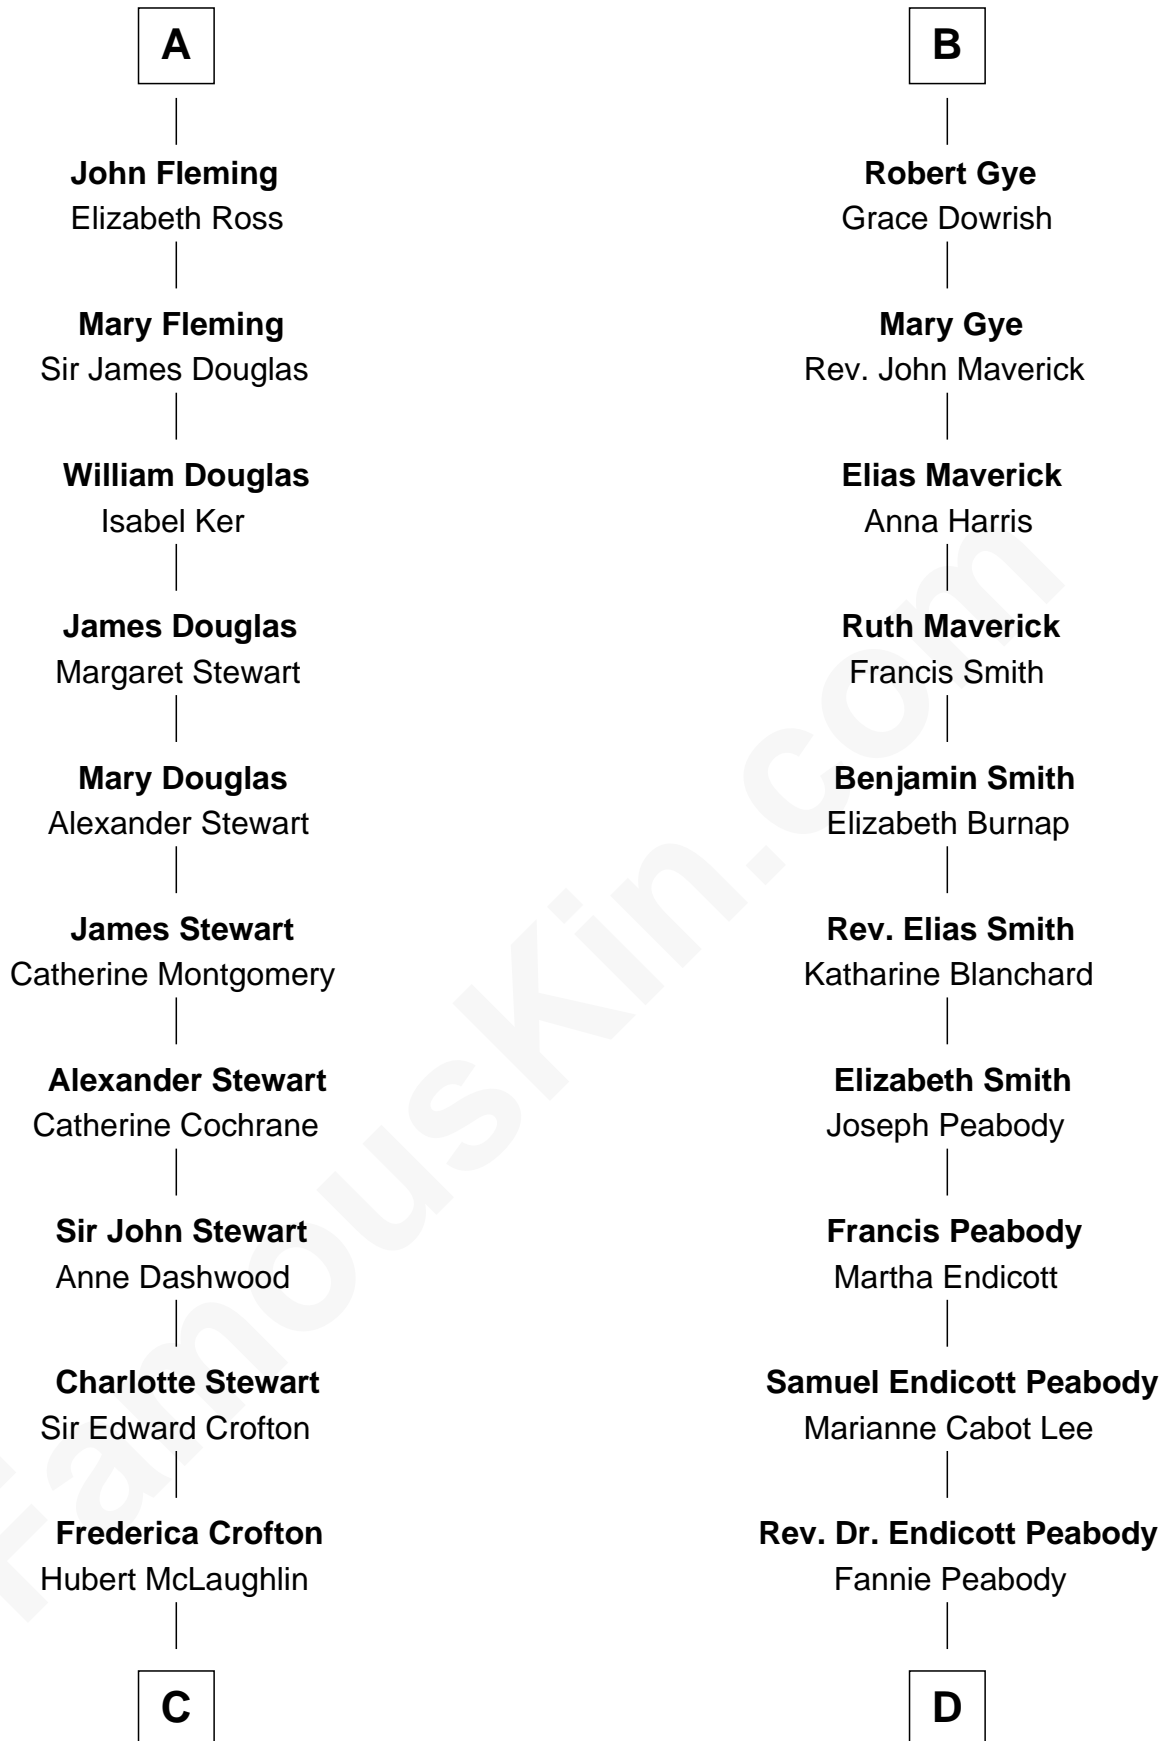 A
John Fleming
Elizabeth Ross
Mary Fleming
Sir James Douglas
William Douglas
Isabel Ker
James Douglas
Margaret Stewart
Mary Douglas
Alexander Stewart
James Stewart
Catherine Montgomery
Alexander Stewart
Catherine Cochrane
Sir John Stewart
Anne Dashwood
Charlotte Stewart
Sir Edward Crofton
Frederica Crofton
Hubert McLaughlin
C
B
Robert Gye
Grace Dowrish
Mary Gye
Rev. John Maverick
Elias Maverick
Anna Harris
Ruth Maverick
Francis Smith
Benjamin Smith
Elizabeth Burnap
Rev. Elias Smith
Katharine Blanchard
Elizabeth Smith
Joseph Peabody
Francis Peabody
Martha Endicott
Samuel Endicott Peabody
Marianne Cabot Lee
Rev. Dr. Endicott Peabody
Fannie Peabody
D
FamousKin.com